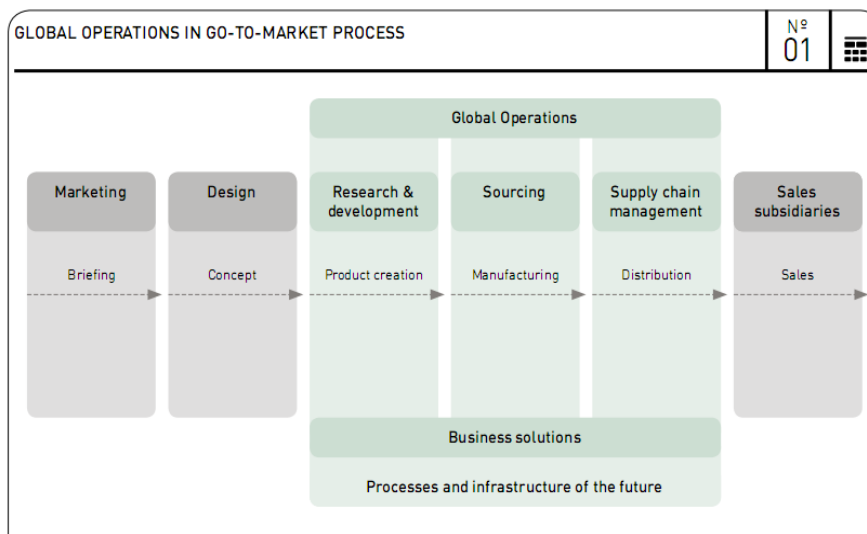 GLOBAL OPERATIONS IN GO-TO-MARKET PROCESS
Nº
01
Global Operations
Marketing
Design
Research &
development
Sourcing
Supply chain
management
Sales
subsidiaries
Briefing
Concept
Product creation
Manufacturing
Distribution
Sales
Business solutions
Processes and infrastructure of the future